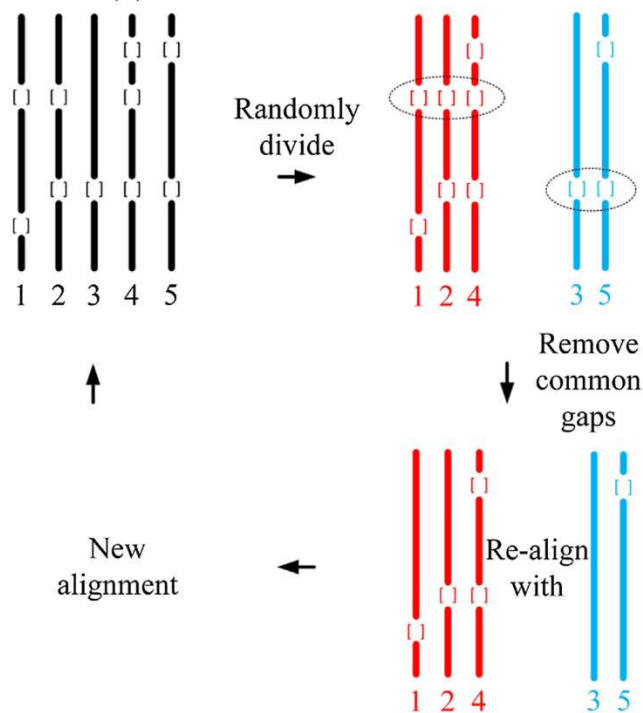 Randomly
divide
1 2 3 4 5
1 2 4
3 5
Remove
common
gaps
New
alignment
Re-align
with
1 2 4
3 5